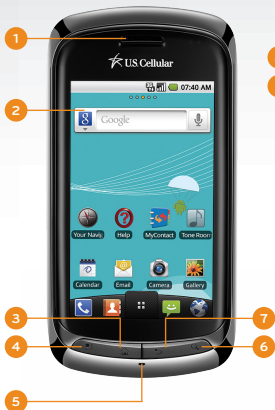 1
U.S. Cellular
07:40 AM
2
8 Google
Your Navig
Help
MyContact
Tone Room
Calendar
Email
Camera
Gallery
3
7
4
6
5